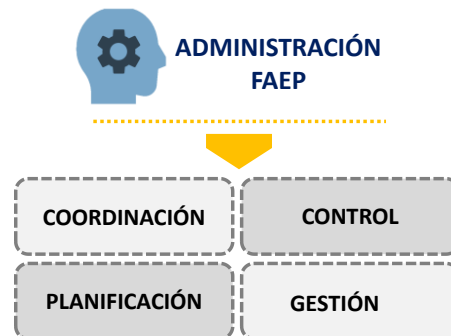 ADMINISTRACIÓN
FAEP
COORDINACIÓN
CONTROL
PLANIFICACIÓN
GESTIÓN